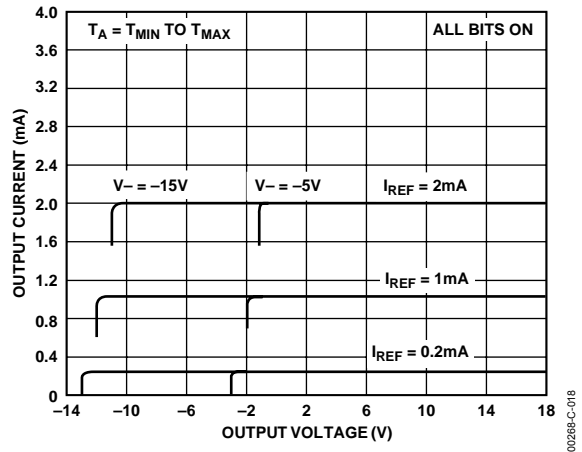 4.0
3.6
3.2
2.8
2.4
2.0
1.6
1.2
0.8
0.4
0
OUTPUT CURRENT (mA)
TA = TMIN TO TMAX
ALL BITS ON
V– = –15V
V– = –5V
IREF = 2mA
IREF = 1mA
IREF = 0.2mA
–14 –10 –6 –2 2 6 10 14 18
OUTPUT VOLTAGE (V)
00268-C-018